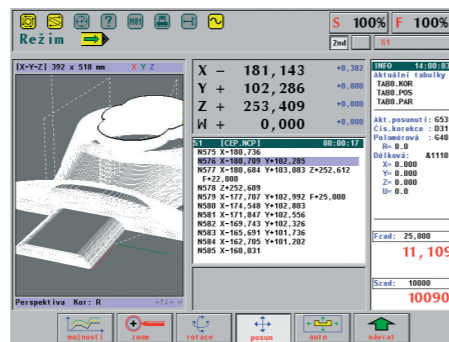 S 100% F 100%
Režim
2nd S1
[X-Y-Z] 392 x 518 mm X Y Z
X - 181,143 +0,382
Y + 102,286 +0,000
Z + 253,409 +0,000
W + 0,000 +0,000
INFO 14:00:03
Aktuální tabulky
TAB0.KOR
TAB0.POS
TAB0.PAR
Akt.posunutí: G53
Čís.korekce : D31
Poloměrová : G40
R= 0.0
Délková: &1110
X= 0.000
Y= 0.000
Z= 0.000
U= 0.0
S1 [CEP.NCP] 00:00:17
N575 X-180,736
N576 X-180,709 Y+102,285
N577 X-180,684 Y+103,083 Z+252,612
F+22,000
N578 Z+252,609
N579 X-177,707 Y+102,992 F+25,000
N580 X-174,548 Y+102,803
N581 X-171,847 Y+102,556
N582 X-169,743 Y+102,326
N583 X-165,691 Y+101,736
N584 X-162,705 Y+101,202
N585 X-160,031
Fzad: 25,000
11,109
Szad: 10000
10090
Perspektiva Kor: R
možnosti zoom rotace posun auto návrat